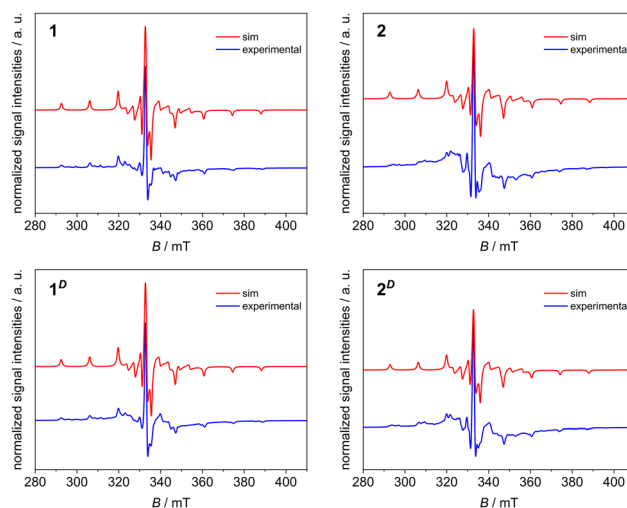 1
sim
experimental
normalized signal intensities / a. u.
280 300 320 340 360 380 400
B / mT
2
sim
experimental
normalized signal intensities / a. u.
280 300 320 340 360 380 400
B / mT
1D
sim
experimental
normalized signal intensities / a. u.
280 300 320 340 360 380 400
B / mT
2D
sim
experimental
normalized signal intensities / a. u.
280 300 320 340 360 380 400
B / mT